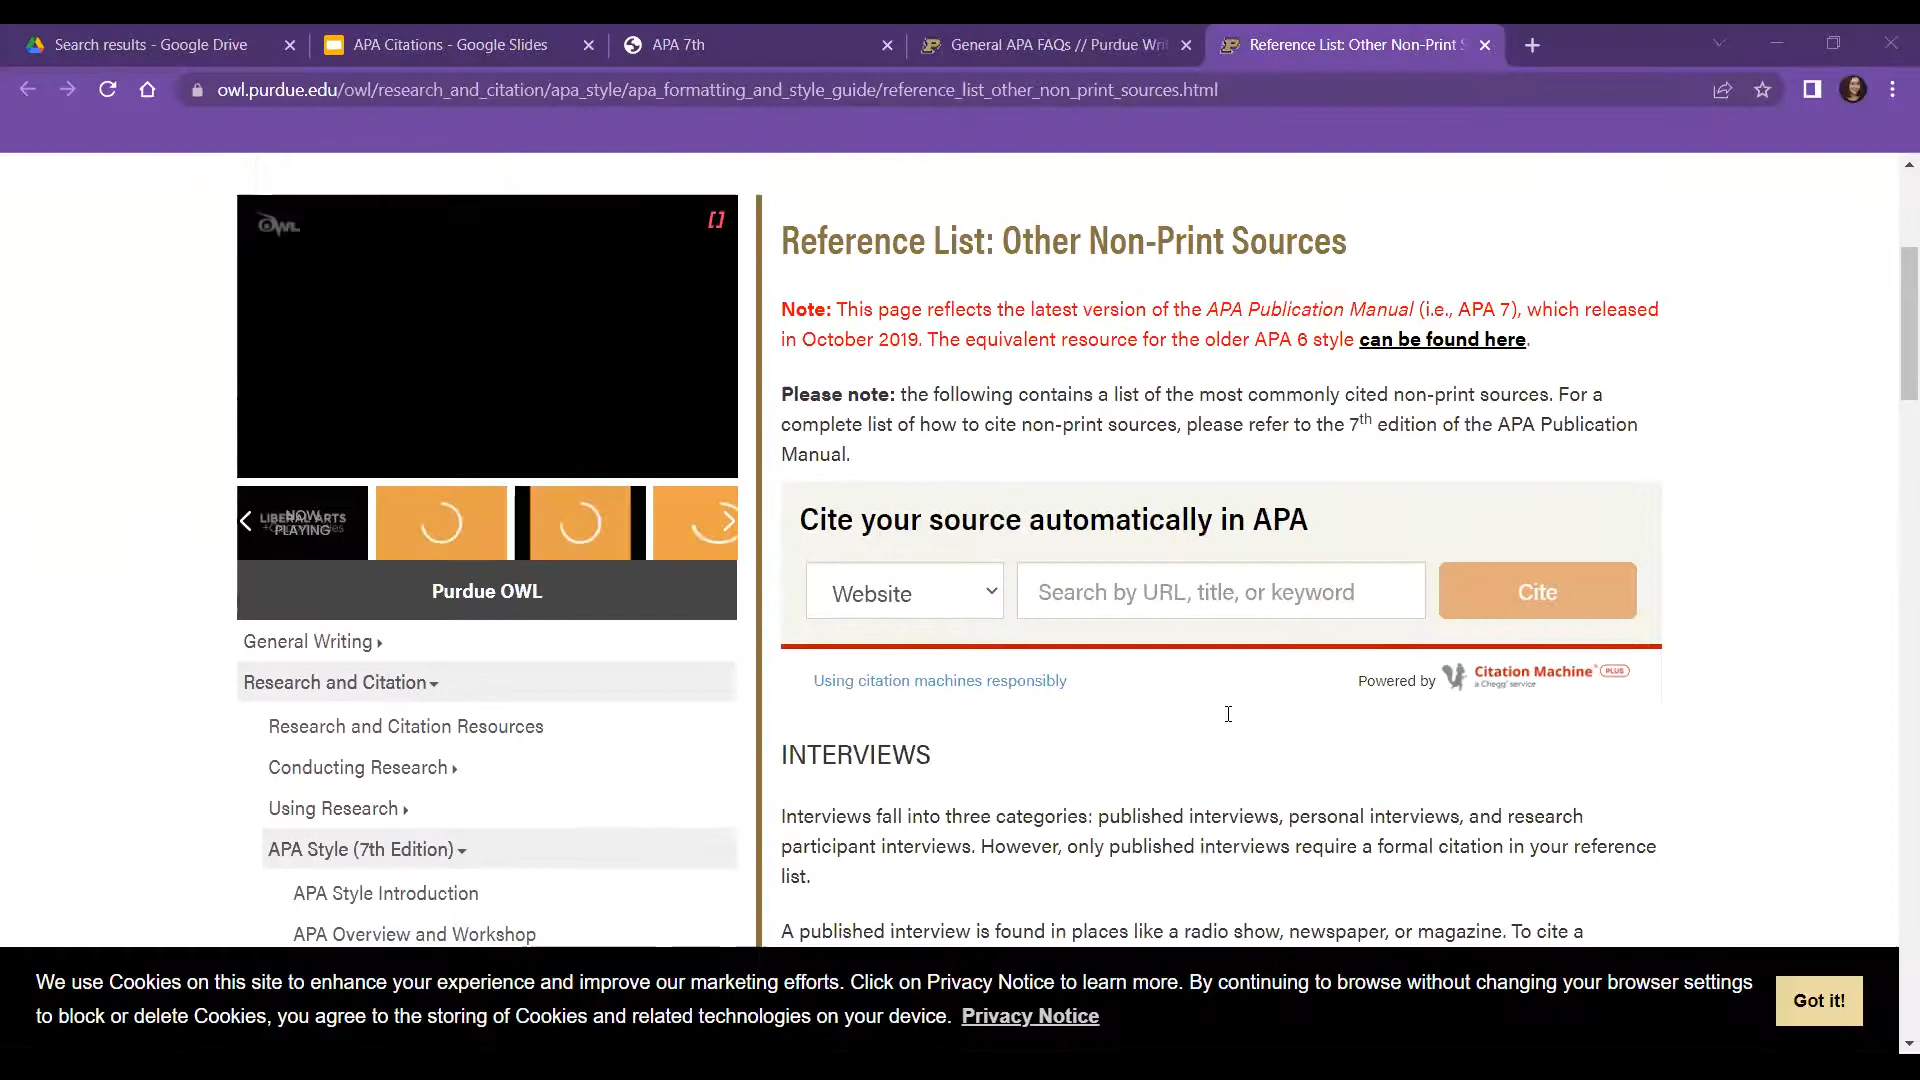 Search results - Google Drive
APA Citations - Google Slides
APA 7th
General APA FAQs // Purdue Wri
Reference List: Other Non-Print S
owl.purdue.edu/owl/research_and_citation/apa_style/apa_formatting_and_style_guide/reference_list_other_non_print_sources.html
OWL
[]
LIBERAL ARTS
NOW
PLAYING
Purdue OWL
General Writing
Research and Citation
Research and Citation Resources
Conducting Research
Using Research
APA Style (7th Edition)
APA Style Introduction
APA Overview and Workshop
Reference List: Other Non-Print Sources
Note: This page reflects the latest version of the APA Publication Manual (i.e., APA 7), which released
in October 2019. The equivalent resource for the older APA 6 style can be found here.
Please note: the following contains a list of the most commonly cited non-print sources. For a
complete list of how to cite non-print sources, please refer to the 7th edition of the APA Publication
Manual.
Cite your source automatically in APA
Website
Search by URL, title, or keyword
Cite
Using citation machines responsibly
Powered by Citation Machine® PLUS
a Chegg service
INTERVIEWS
Interviews fall into three categories: published interviews, personal interviews, and research
participant interviews. However, only published interviews require a formal citation in your reference
list.
A published interview is found in places like a radio show, newspaper, or magazine. To cite a
We use Cookies on this site to enhance your experience and improve our marketing efforts. Click on Privacy Notice to learn more. By continuing to browse without changing your browser settings
to block or delete Cookies, you agree to the storing of Cookies and related technologies on your device. Privacy Notice
Got it!